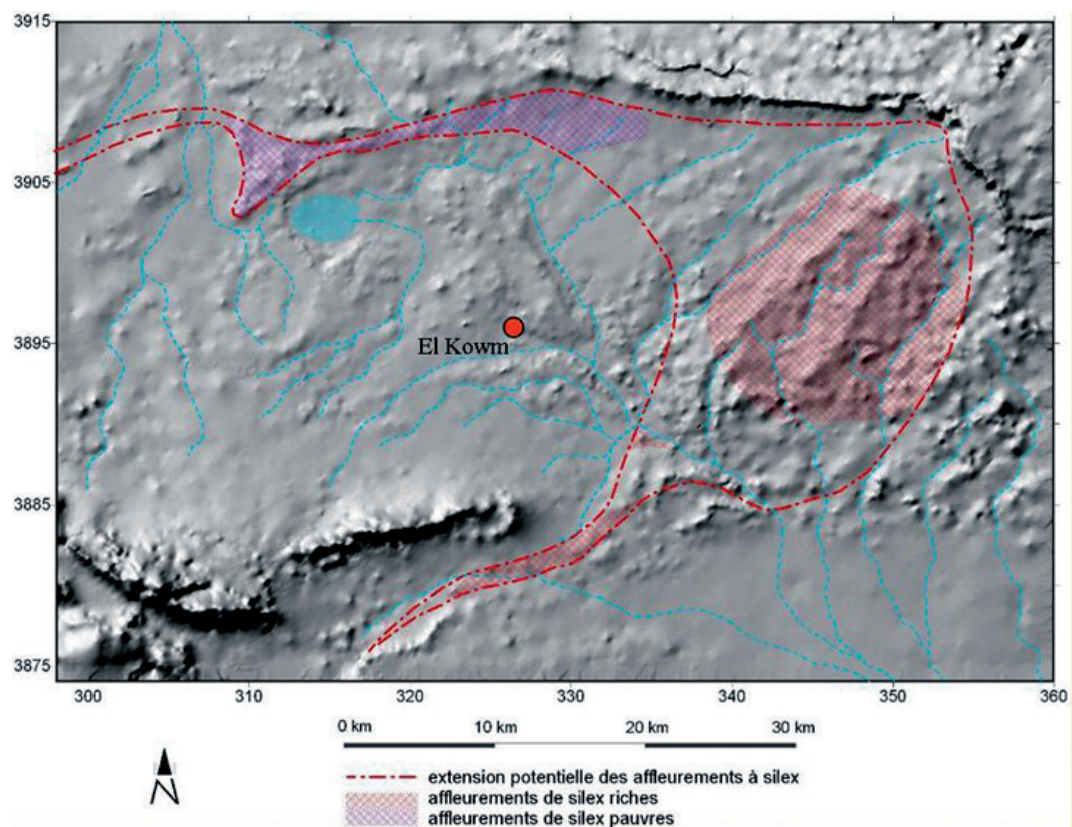 3915
3905
El Kowm
3895
3885
3875
300 310 320 330 340 350 360
0 km 10 km 20 km 30 km
N
extension potentielle des affleurements à silex
affleurements de silex riches
affleurements de silex pauvres